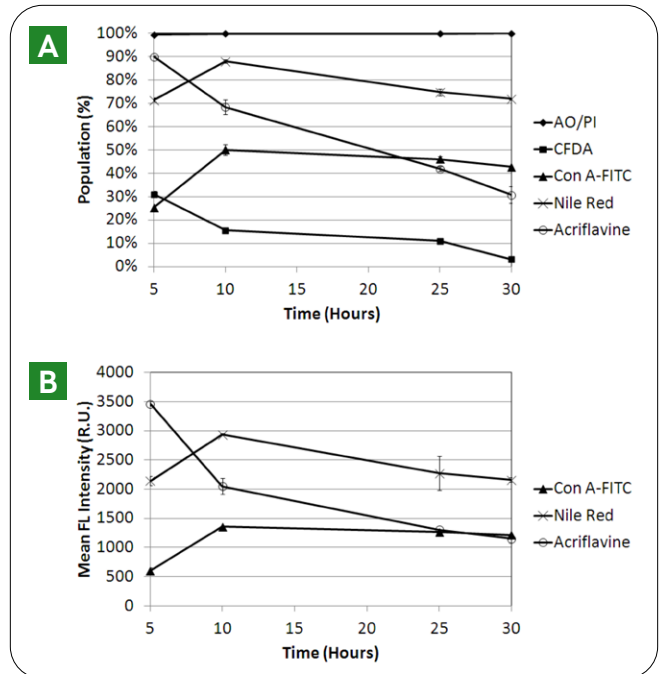 A
Population (%)
100%
90%
80%
70%
60%
50%
40%
30%
20%
10%
0%
5 10 15 20 25 30
Time (Hours)
AO/PI
CFDA
Con A-FITC
Nile Red
Acriflavine
B
Mean FL Intensity (R.U.)
4000
3500
3000
2500
2000
1500
1000
500
0
5 10 15 20 25 30
Time (Hours)
Con A-FITC
Nile Red
Acriflavine